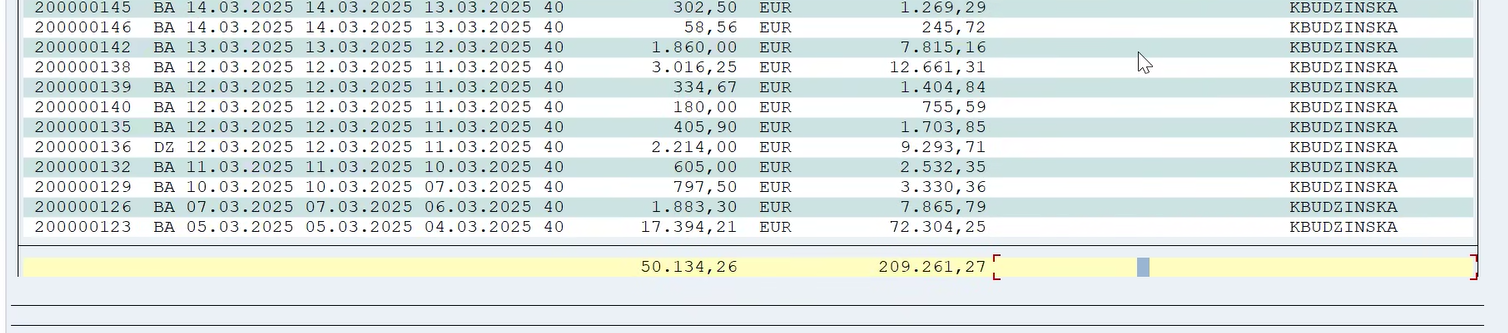 200000145 BA 14.03.2025 14.03.2025 13.03.2025 40 302,50 EUR 1.269,29 KBUDZINSKA
200000146 BA 14.03.2025 14.03.2025 13.03.2025 40 58,56 EUR 245,72 KBUDZINSKA
200000142 BA 13.03.2025 13.03.2025 12.03.2025 40 1.860,00 EUR 7.815,16 KBUDZINSKA
200000138 BA 12.03.2025 12.03.2025 11.03.2025 40 3.016,25 EUR 12.661,31 KBUDZINSKA
200000139 BA 12.03.2025 12.03.2025 11.03.2025 40 334,67 EUR 1.404,84 KBUDZINSKA
200000140 BA 12.03.2025 12.03.2025 11.03.2025 40 180,00 EUR 755,59 KBUDZINSKA
200000135 BA 12.03.2025 12.03.2025 11.03.2025 40 405,90 EUR 1.703,85 KBUDZINSKA
200000136 DZ 12.03.2025 12.03.2025 11.03.2025 40 2.214,00 EUR 9.293,71 KBUDZINSKA
200000132 BA 11.03.2025 11.03.2025 10.03.2025 40 605,00 EUR 2.532,35 KBUDZINSKA
200000129 BA 10.03.2025 10.03.2025 07.03.2025 40 797,50 EUR 3.330,36 KBUDZINSKA
200000126 BA 07.03.2025 07.03.2025 06.03.2025 40 1.883,30 EUR 7.865,79 KBUDZINSKA
200000123 BA 05.03.2025 05.03.2025 04.03.2025 40 17.394,21 EUR 72.304,25 KBUDZINSKA
50.134,26 209.261,27